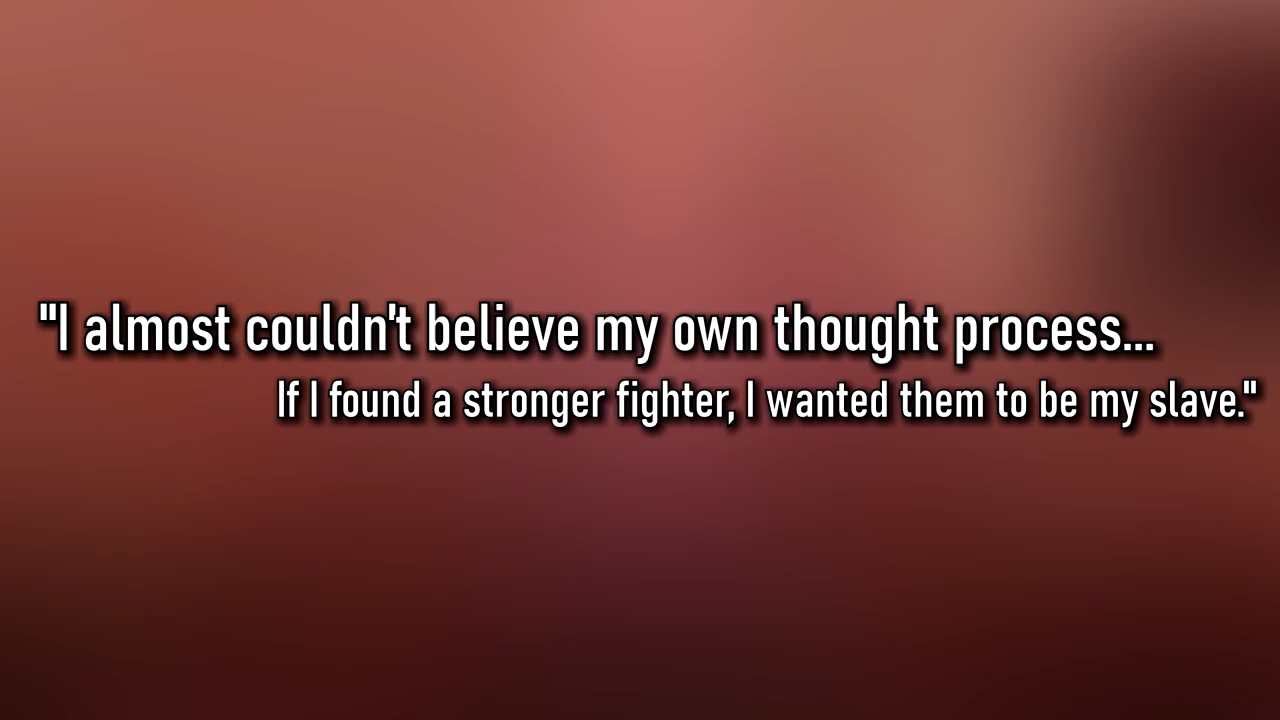 "I almost couldn't believe my own thought process...
If I found a stronger fighter, I wanted them to be my slave."